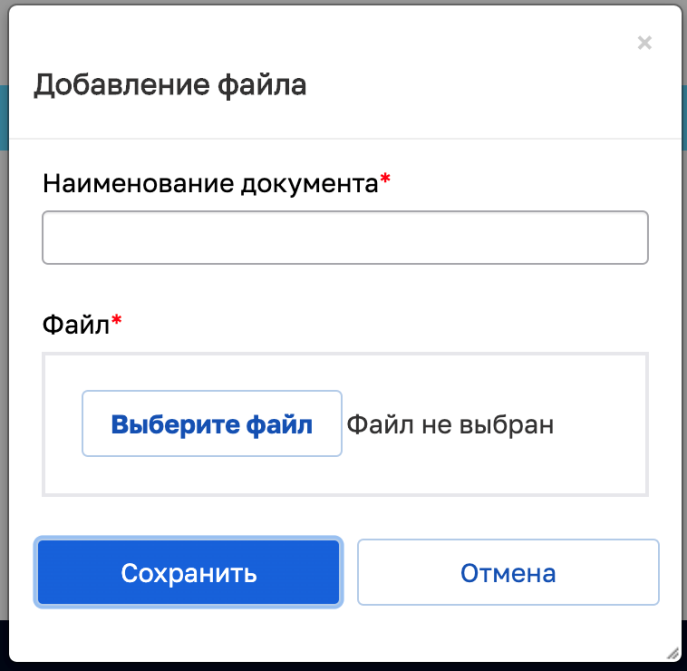 ×
Добавление файла
Наименование документа*
Файл*
Выберите файл Файл не выбран
Сохранить Отмена